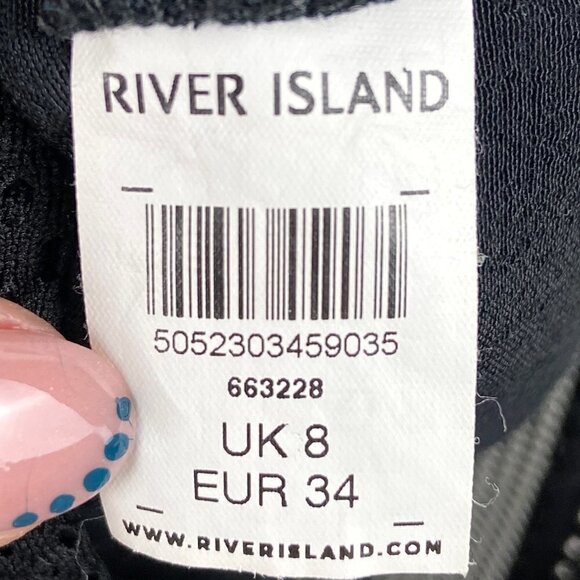 RIVER ISLAND
5052303459035
663228
UK 8
EUR 34
WWW.RIVERISLAND.COM